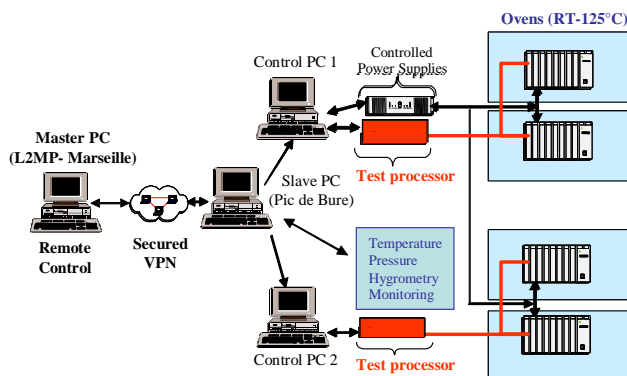 Ovens (RT-125°C)
Control PC 1
Controlled
Power Supplies
Master PC
(L2MP- Marseille)
Remote
Control
Secured
VPN
Slave PC
(Pic de Bure)
Test processor
Temperature
Pressure
Hygrometry
Monitoring
Control PC 2
Test processor